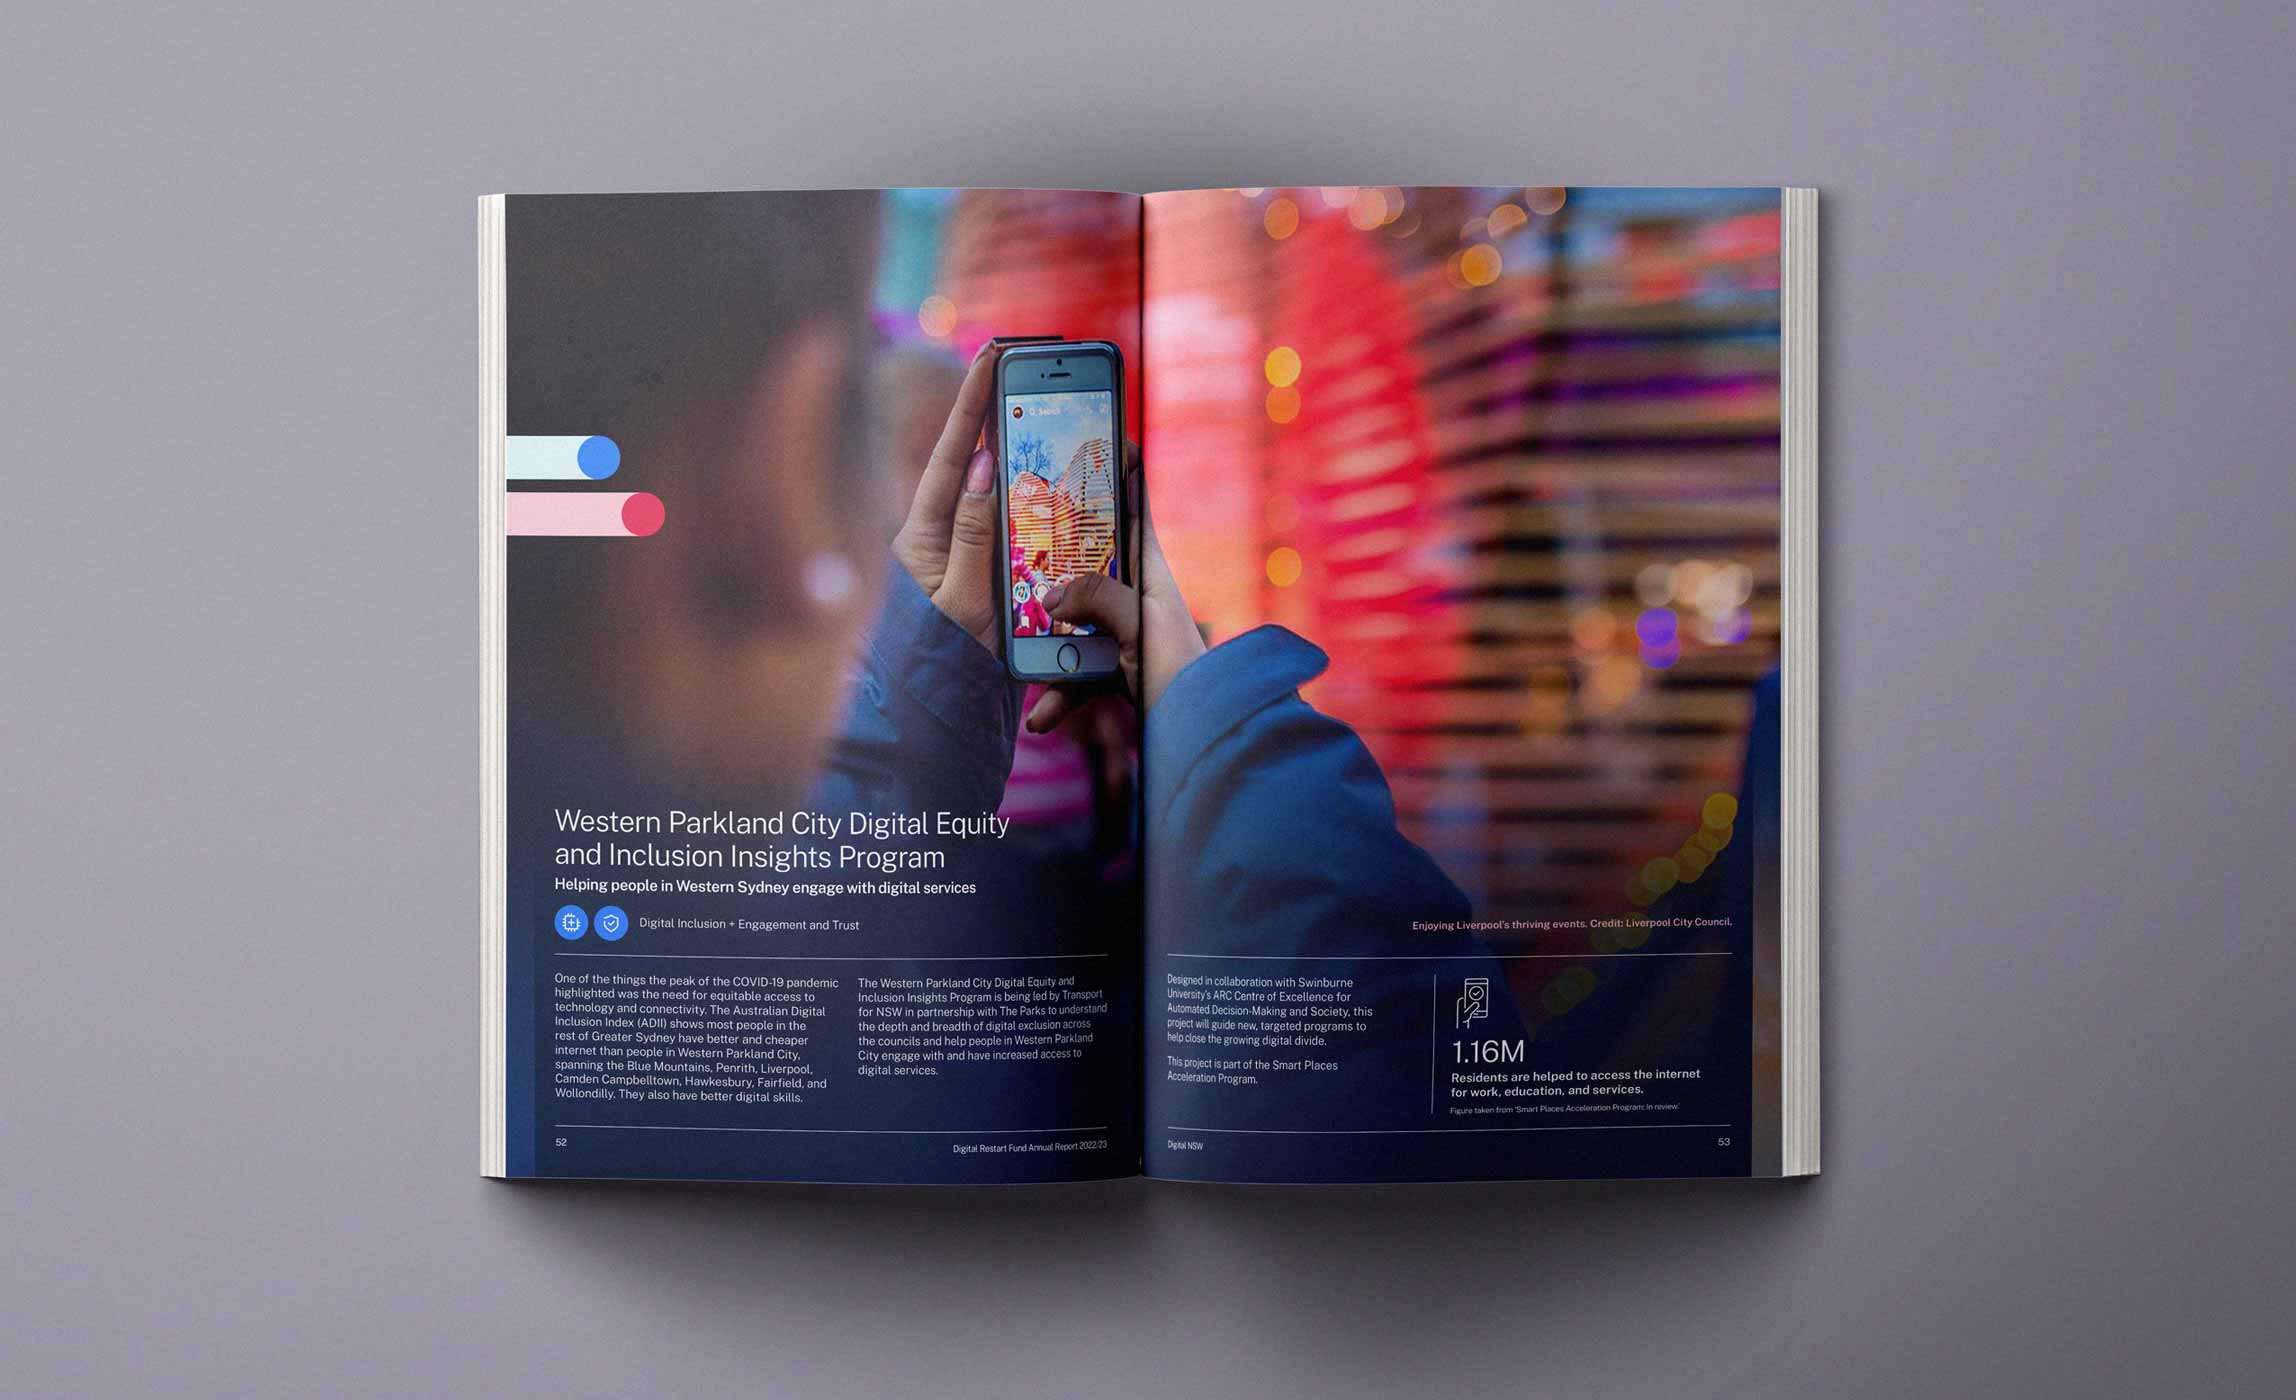 Search
Western Parkland City Digital Equity
and Inclusion Insights Program
Helping people in Western Sydney engage with digital services
Digital Inclusion + Engagement and Trust
One of the things the peak of the COVID-19 pandemic
highlighted was the need for equitable access to
technology and connectivity. The Australian Digital
Inclusion Index (ADII) shows most people in the
rest of Greater Sydney have better and cheaper
internet than people in Western Parkland City,
spanning the Blue Mountains, Penrith, Liverpool,
Camden Campbelltown, Hawkesbury, Fairfield, and
Wollondilly. They also have better digital skills.
The Western Parkland City Digital Equity and
Inclusion Insights Program is being led by Transport
for NSW in partnership with The Parks to understand
the depth and breadth of digital exclusion across
the councils and help people in Western Parkland
City engage with and have increased access to
digital services.
52
Digital Restart Fund Annual Report 2022/23
Enjoying Liverpool's thriving events. Credit: Liverpool City Council.
Designed in collaboration with Swinburne
University's ARC Centre of Excellence for
Automated Decision-Making and Society, this
project will guide new, targeted programs to
help close the growing digital divide.
This project is part of the Smart Places
Acceleration Program.
1.16M
Residents are helped to access the internet
for work, education, and services.
Figure taken from 'Smart Places Acceleration Program: In review.'
Digital NSW
53